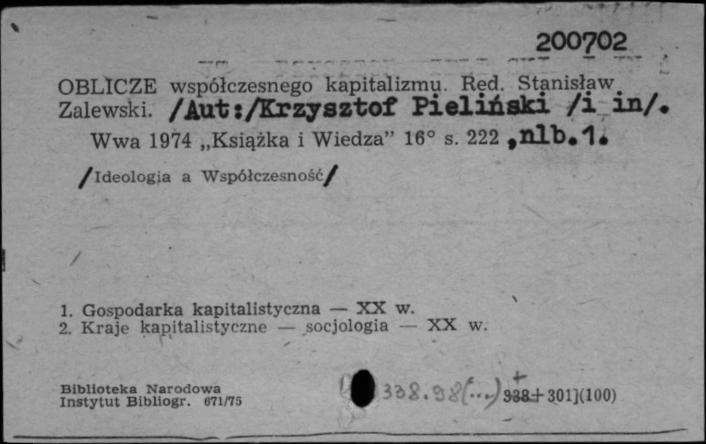 200702
OBLICZE współczesnego kapitalizmu. Red. Stanisław
Zalewski. /Aut:/Krzysztof Pieliński /i in/.
Wwa 1974 „Książka i Wiedza” 16° s. 222 ,nlb.1.
/Ideologia a Współczesność/
1. Gospodarka kapitalistyczna — XX w.
2. Kraje kapitalistyczne — socjologia — XX w.
Biblioteka Narodowa
Instytut Bibliogr. 671/75
338.98(...) + 338+301](100)